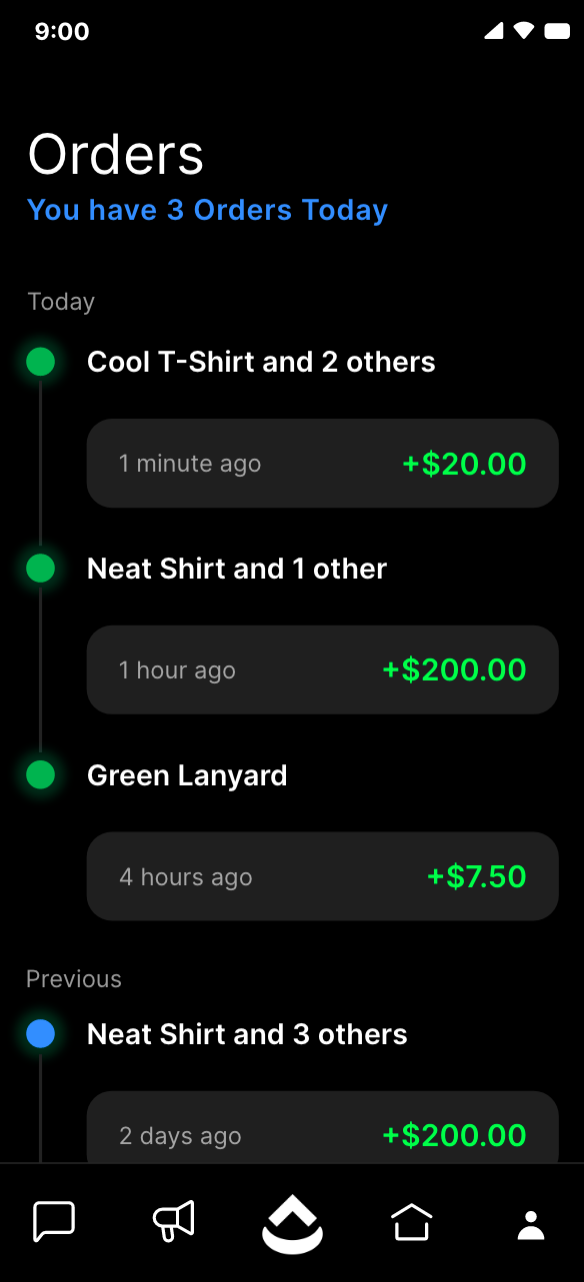 9:00
Orders
You have 3 Orders Today
Today
Cool T-Shirt and 2 others
1 minute ago +$20.00
Neat Shirt and 1 other
1 hour ago +$200.00
Green Lanyard
4 hours ago +$7.50
Previous
Neat Shirt and 3 others
2 days ago +$200.00